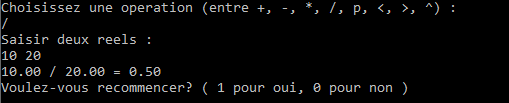 Choisissez une operation (entre +, -, *, /, p, <, >, ^) :
/
Saisir deux reels :
10 20
10.00 / 20.00 = 0.50
Voulez-vous recommencer? ( 1 pour oui, 0 pour non )